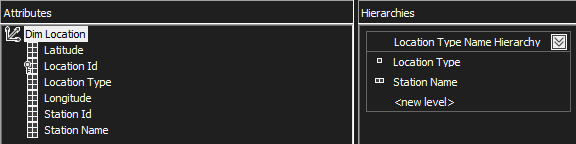 Attributes
Dim Location
Latitude
Location Id
Location Type
Longitude
Station Id
Station Name
Hierarchies
Location Type Name Hierarchy
Location Type
Station Name
<new level>